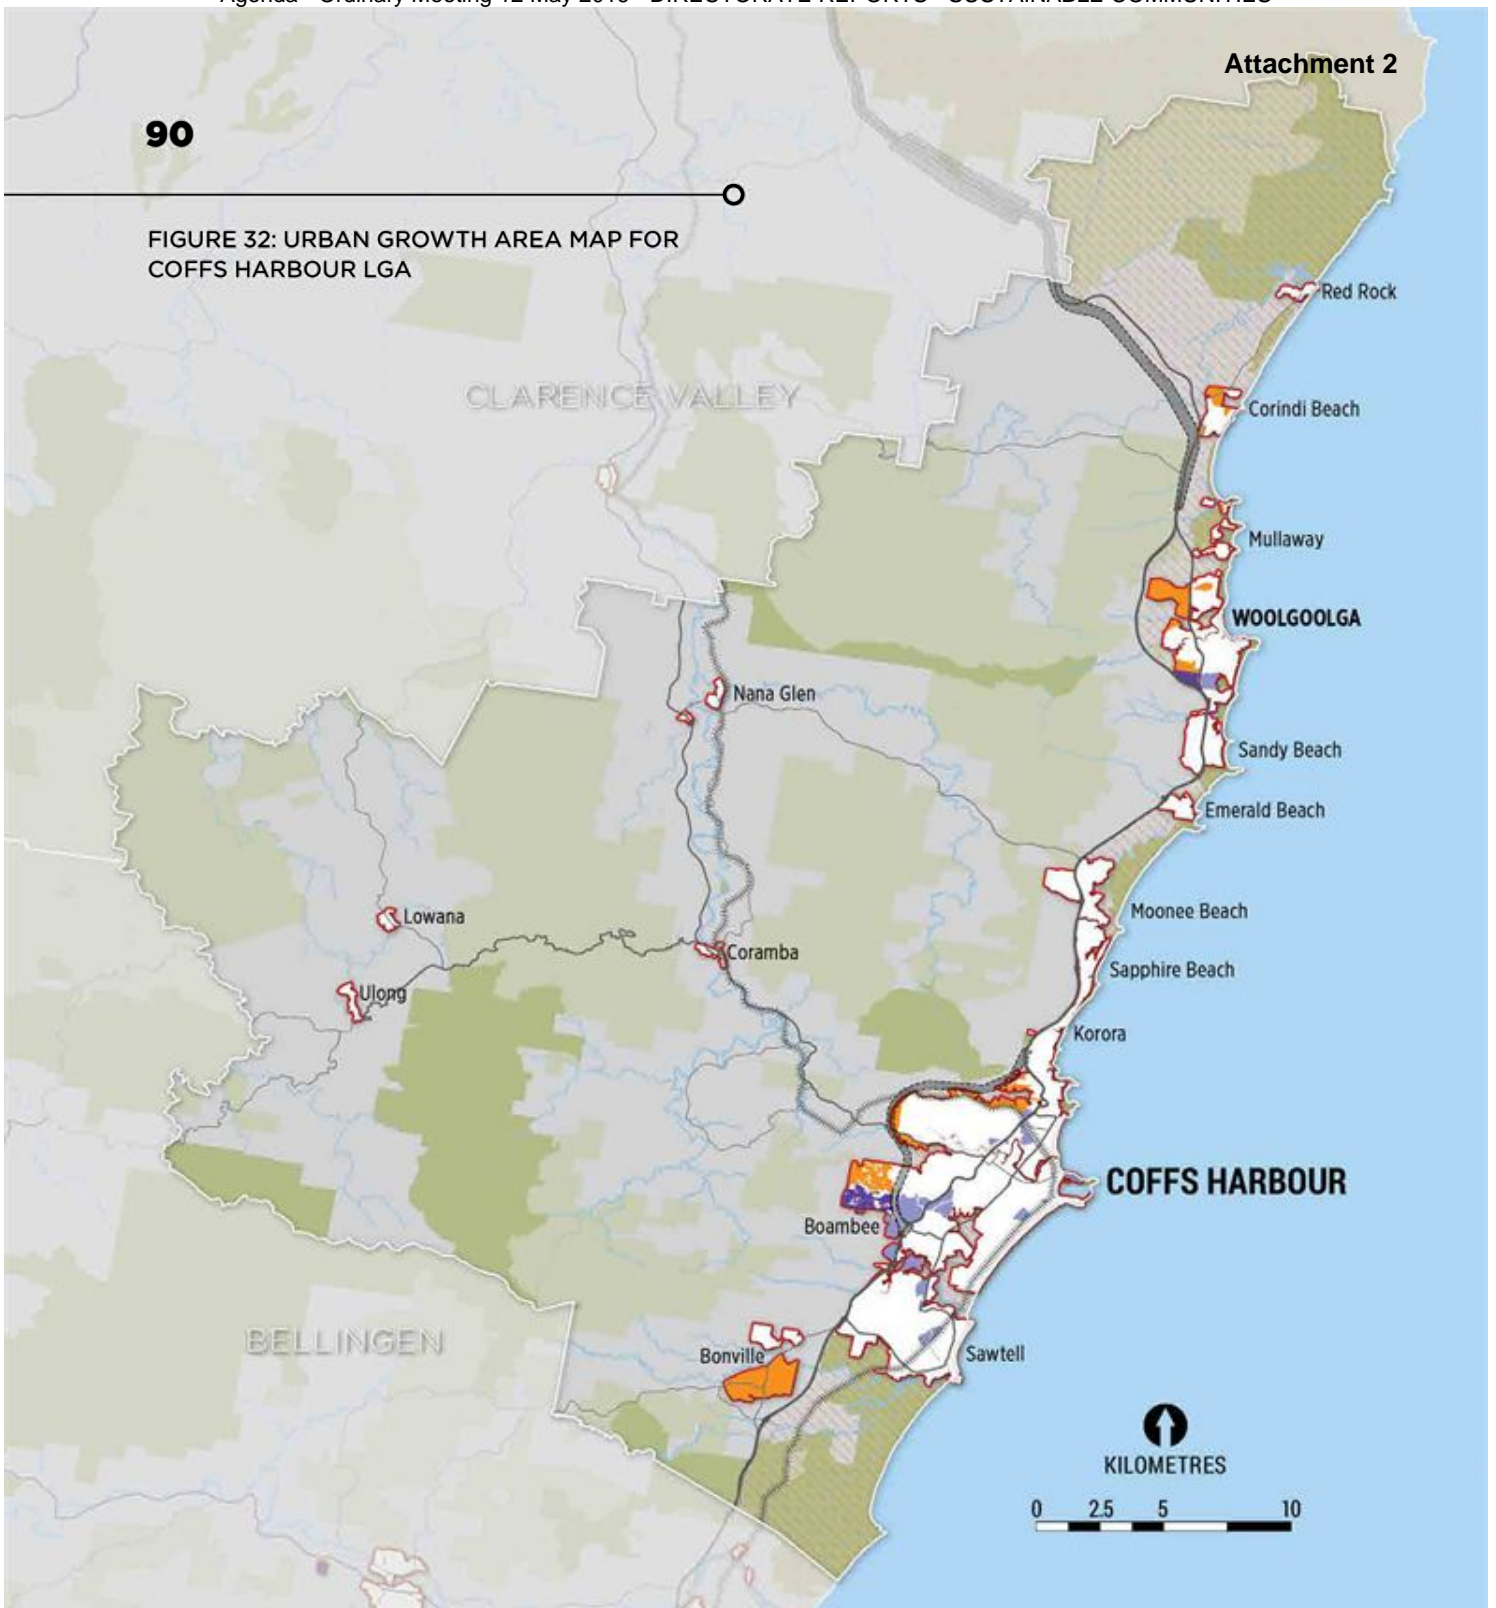 Attachment 2
90
FIGURE 32: URBAN GROWTH AREA MAP FOR
COFFS HARBOUR LGA
Red Rock
CLARENCE VALLEY
Corindi Beach
Mullaway
WOOLGOOLGA
Nana Glen
Sandy Beach
Emerald Beach
Lowana
Moonee Beach
Coramba
Sapphire Beach
Ulong
Korora
COFFS HARBOUR
Boambee
BELLINGEN
Bonville
Sawtell
KILOMETRES
0 2.5 5 10